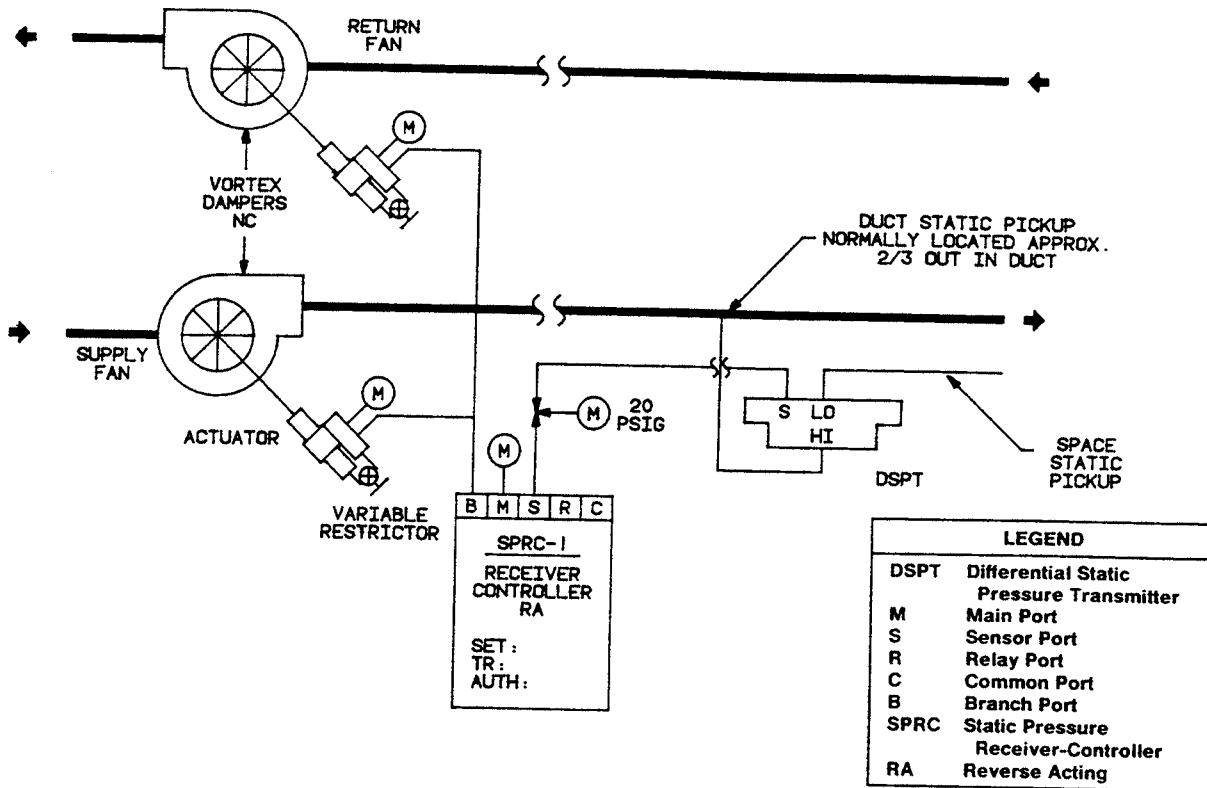 RETURN
FAN
M
VORTEX
DAMPERS
NC
DUCT STATIC PICKUP
NORMALLY LOCATED APPROX.
2/3 OUT IN DUCT
SUPPLY
FAN
M
ACTUATOR
M
20
PSIG
M
S LO
HI
DSPT
SPACE
STATIC
PICKUP
VARIABLE
RESTRICTOR
B M S R C
SPRC-1
RECEIVER
CONTROLLER
RA
SET:
TR:
AUTH:
LEGEND
DSPT Differential Static
Pressure Transmitter
M Main Port
S Sensor Port
R Relay Port
C Common Port
B Branch Port
SPRC Static Pressure
Receiver-Controller
RA Reverse Acting